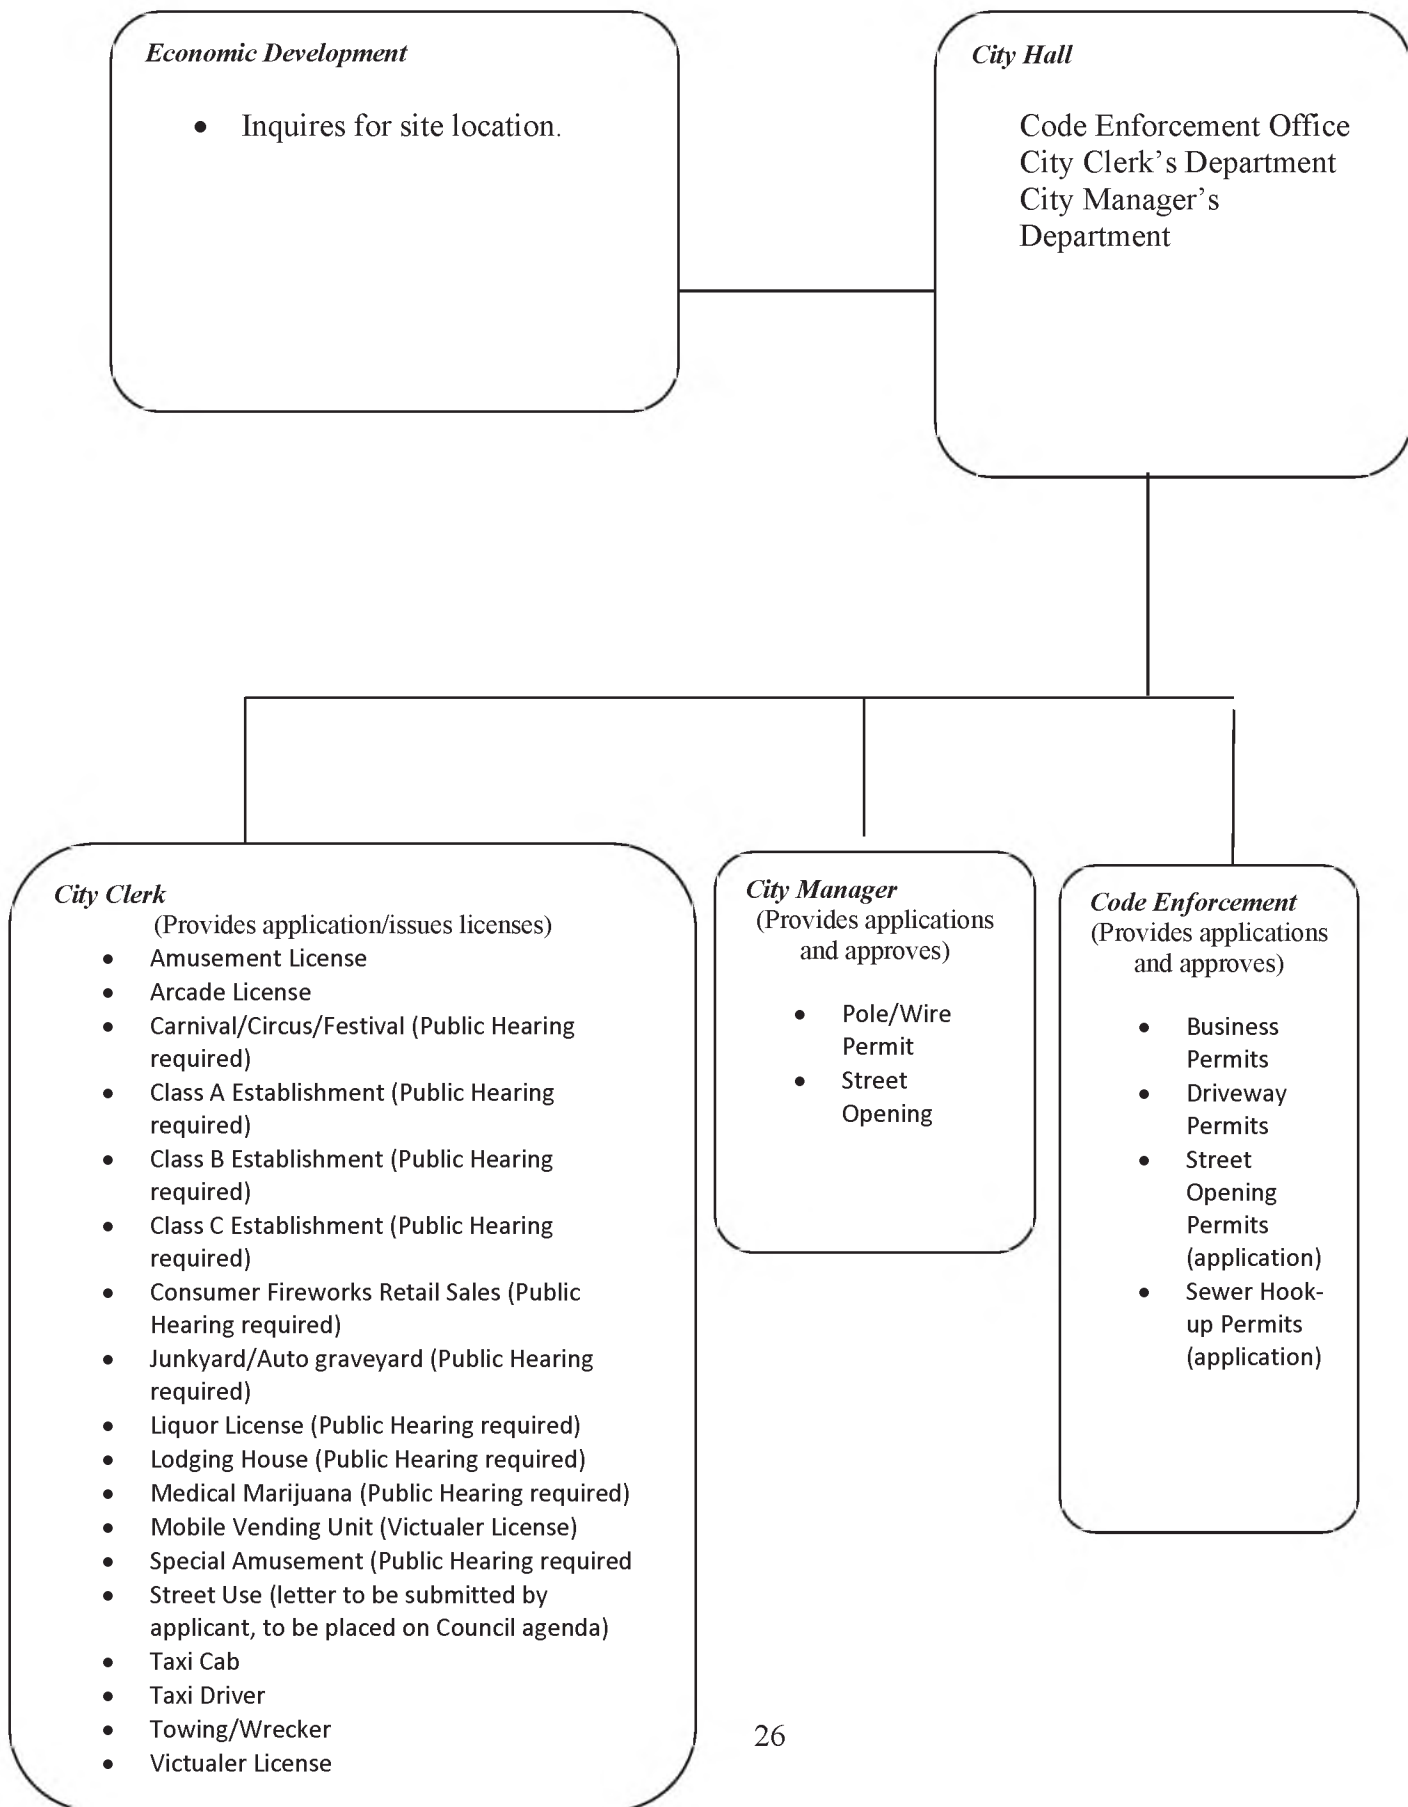 Economic Development
• Inquires for site location.
City Hall
Code Enforcement Office
City Clerk’s Department
City Manager’s
Department
City Clerk
(Provides application/issues licenses)
• Amusement License
• Arcade License
• Carnival/Circus/Festival (Public Hearing
required)
• Class A Establishment (Public Hearing
required)
• Class B Establishment (Public Hearing
required)
• Class C Establishment (Public Hearing
required)
• Consumer Fireworks Retail Sales (Public
Hearing required)
• Junkyard/Auto graveyard (Public Hearing
required)
• Liquor License (Public Hearing required)
• Lodging House (Public Hearing required)
• Medical Marijuana (Public Hearing required)
• Mobile Vending Unit (Victualer License)
• Special Amusement (Public Hearing required
• Street Use (letter to be submitted by
applicant, to be placed on Council agenda)
• Taxi Cab
• Taxi Driver
• Towing/Wrecker
• Victualer License
City Manager
(Provides applications
and approves)
• Pole/Wire
Permit
• Street
Opening
Code Enforcement
(Provides applications
and approves)
• Business
Permits
• Driveway
Permits
• Street
Opening
Permits
(application)
• Sewer Hook-
up Permits
(application)
26